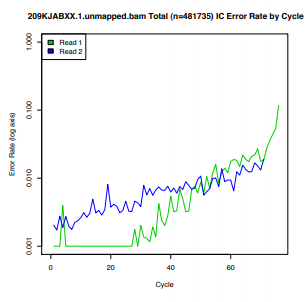 209KJABXX.1.unmapped.bam Total (n=481735) IC Error Rate by Cycle
Read 1
Read 2
Error Rate (log axis)
1.000
0.100
0.010
0.001
0
20
40
60
Cycle